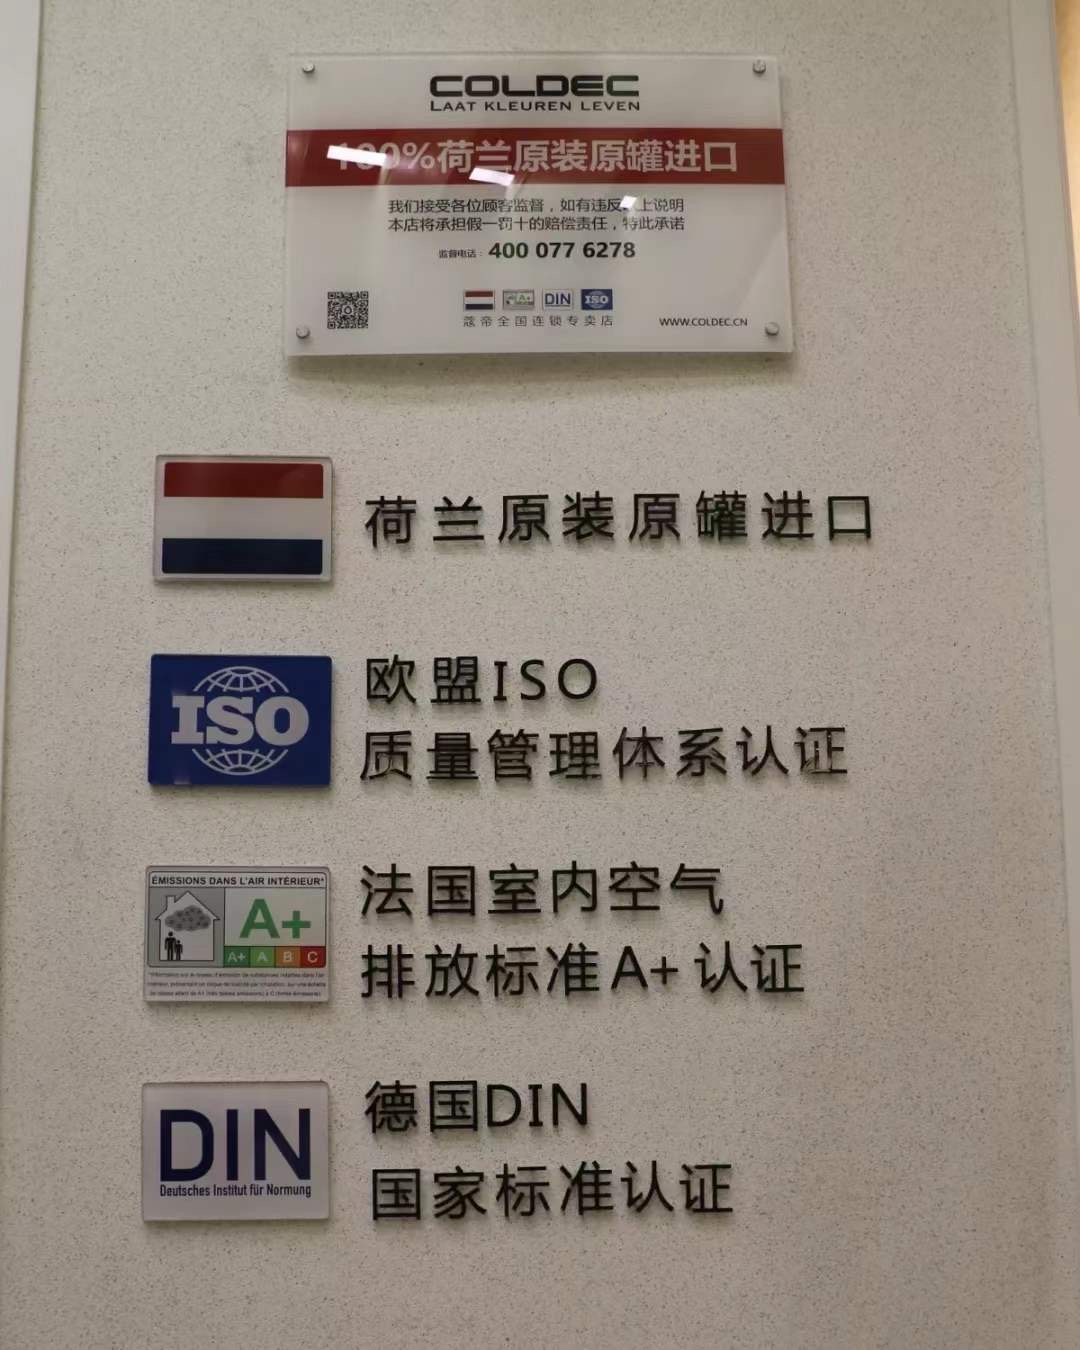 COLDEC
LAAT KLEUREN LEVEN
100%荷兰原装原罐进口
我们接受各位顾客监督，如有违反以上说明
本店将承担假一罚十的赔偿责任，特此承诺
监督电话：400 077 6278
A+ DIN ISO
蔻帝全国连锁专卖店
WWW.COLDEC.CN
荷兰原装原罐进口
ISO
欧盟ISO
质量管理体系认证
ÉMISSIONS DANS L'AIR INTÉRIEUR*
A+
A+ A B C
法国室内空气
排放标准A+认证
DIN
Deutsches Institut für Normung
德国DIN
国家标准认证